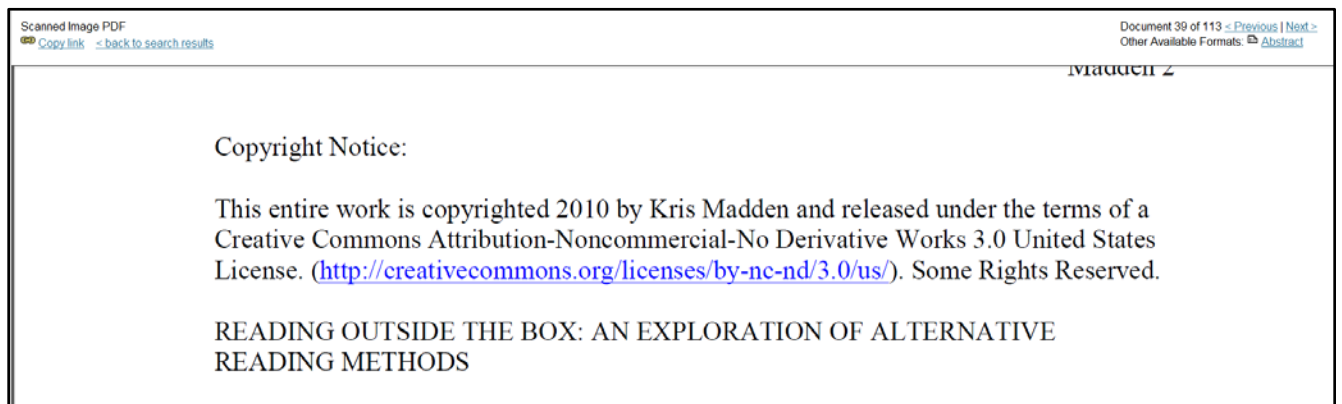 Scanned Image PDF
Copy link < back to search results
Document 39 of 113 < Previous | Next >
Other Available Formats: Abstract
Madden 2
Copyright Notice:
This entire work is copyrighted 2010 by Kris Madden and released under the terms of a
Creative Commons Attribution-Noncommercial-No Derivative Works 3.0 United States
License. (http://creativecommons.org/licenses/by-nc-nd/3.0/us/). Some Rights Reserved.
READING OUTSIDE THE BOX: AN EXPLORATION OF ALTERNATIVE
READING METHODS